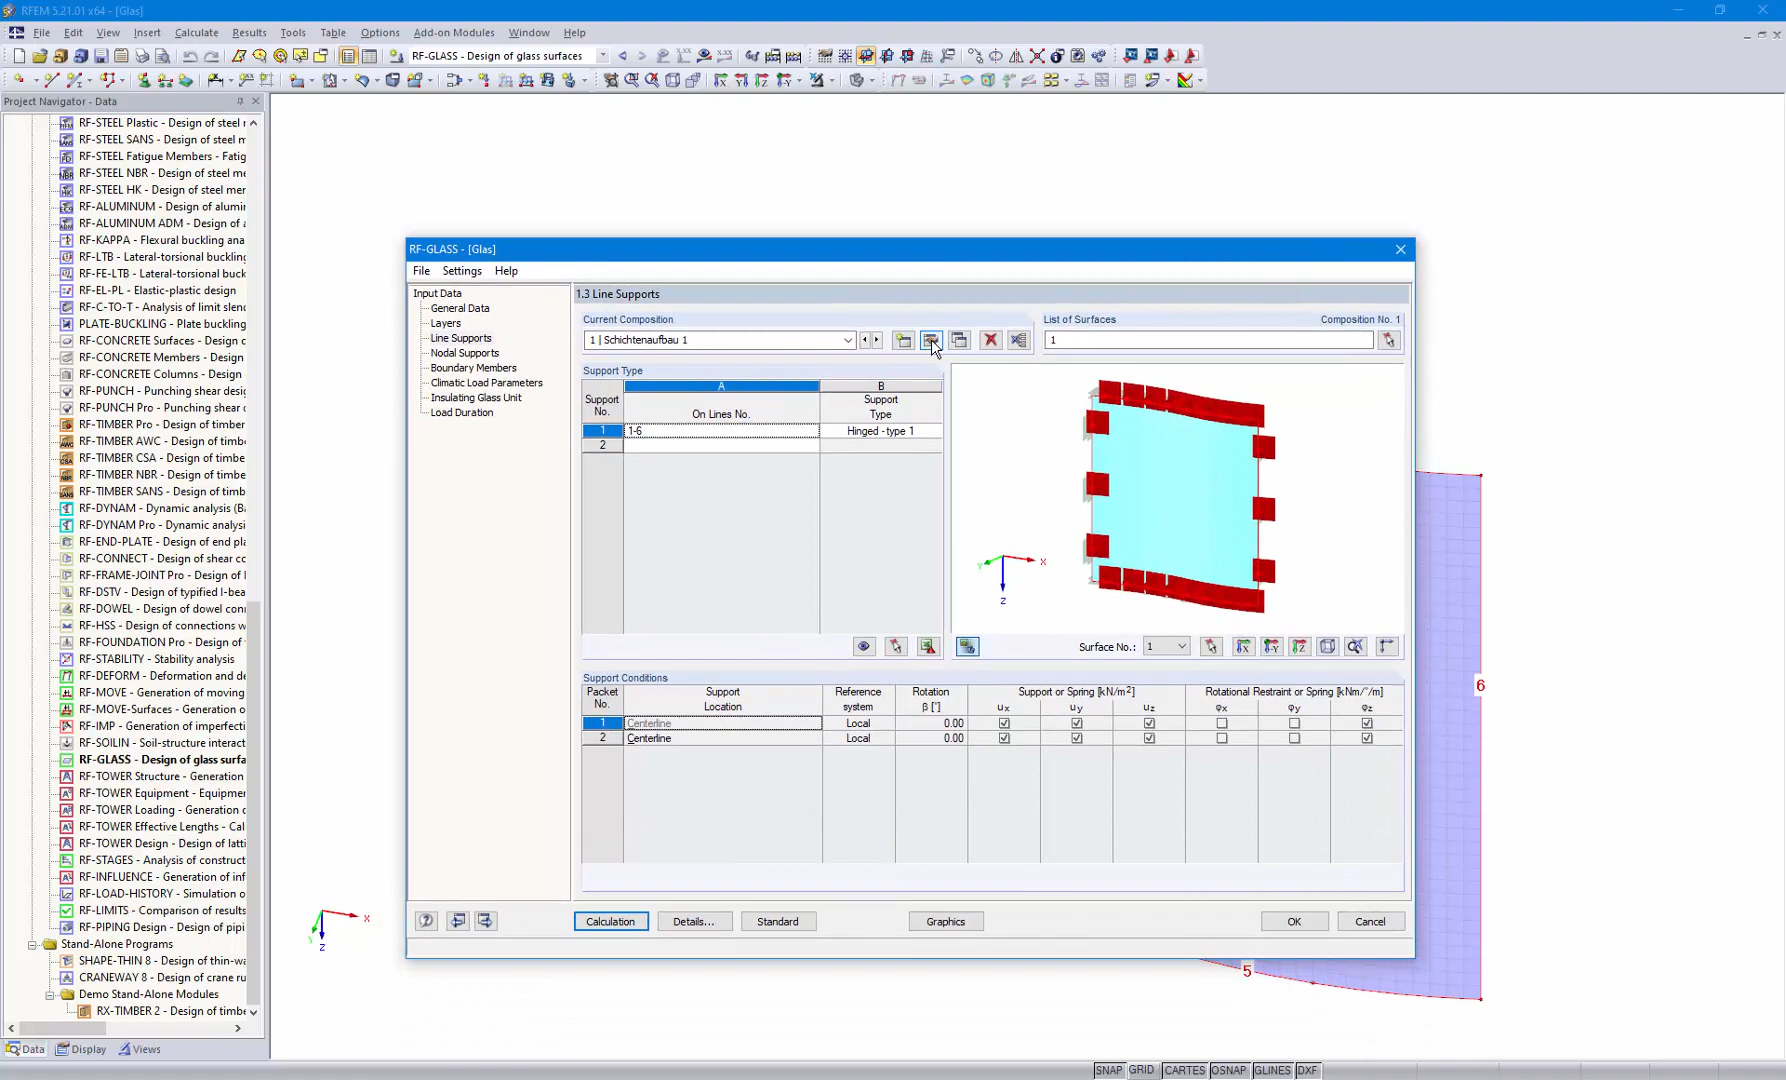 RFEM 5.21.01 x64 - [Glas]
File Edit View Insert Calculate Results Tools Table Options Add-on Modules Window Help
RF-GLASS - Design of glass surfaces
Project Navigator - Data
RF-STEEL Plastic - Design of steel r
RF-STEEL SANS - Design of steel m
RF-STEEL Fatigue Members - Fatig
RF-STEEL NBR - Design of steel me
RF-STEEL HK - Design of steel mer
RF-ALUMINUM - Design of alumir
RF-ALUMINUM ADM - Design of a
RF-KAPPA - Flexural buckling ana
RF-LTB - Lateral-torsional buckl
RF-FE-LTB - Lateral-torsional buck
RF-EL-PL - Elastic-plastic design
RF-C-TO-T - Analysis of limit slend
PLATE-BUCKLING - Plate buckling
RF-CONCRETE Surfaces - Design of
RF-CONCRETE Members - Design
RF-CONCRETE Columns - Design
RF-PUNCH - Punching shear desig
RF-PUNCH Pro - Punching shear d
RF-TIMBER Pro - Design of timber
RF-TIMBER AWC - Design of timbe
RF-TIMBER CSA - Design of timbe
RF-TIMBER NBR - Design of timbe
RF-TIMBER SANS - Design of timb
RF-DYNAM - Dynamic analysis (Ba
RF-DYNAM Pro - Dynamic analysis
RF-END-PLATE - Design of end pla
RF-CONNECT - Design of shear co
RF-FRAME-JOINT Pro - Design of I
RF-DSTV - Design of typified I-bea
RF-DOWEL - Design of dowel conn
RF-HSS - Design of connections w
RF-FOUNDATION Pro - Design of
RF-STABILITY - Stability analysis
RF-DEFORM - Deformation and de
RF-MOVE - Generation of moving
RF-MOVE-Surfaces - Generation o
RF-IMP - Generation of imperfecti
RF-SOILIN - Soil-structure interact
RF-GLASS - Design of glass surfa
RF-TOWER Structure - Generation
RF-TOWER Equipment - Equipmen
RF-TOWER Loading - Generation o
RF-TOWER Effective Lengths - Cal
RF-TOWER Design - Design of latti
RF-STAGES - Analysis of construct
RF-INFLUENCE - Generation of inf
RF-LOAD-HISTORY - Simulation o
RF-LIMITS - Comparison of results
RF-PIPING Design - Design of pipi
Stand-Alone Programs
SHAPE-THIN 8 - Design of thin-wa
CRANEWAY 8 - Design of crane ru
Demo Stand-Alone Modules
RX-TIMBER 2 - Design of timbe
Data Display Views
RF-GLASS - [Glas]
File Settings Help
Input Data
General Data
Layers
Line Supports
Nodal Supports
Boundary Members
Climatic Load Parameters
Insulating Glass Unit
Load Duration
1.3 Line Supports
Current Composition
1 | Schichtenaufbau 1
List of Surfaces Composition No. 1
1
Support Type
A B
Support No. On Lines No. Support Type
1 1-6 Hinged - type 1
2
X Y Z
Surface No.: 1
Support Conditions
Packet No. Support Location Reference system Rotation β [°] Support or Spring [kN/m²] Rotational Restraint or Spring [kNm/°/m]
ux uy uz φx φy φz
1 Centerline Local 0.00
2 Centerline Local 0.00
Calculation Details... Standard Graphics OK Cancel
X Y Z
6
5
SNAP GRID CARTES OSNAP GLINES DXF